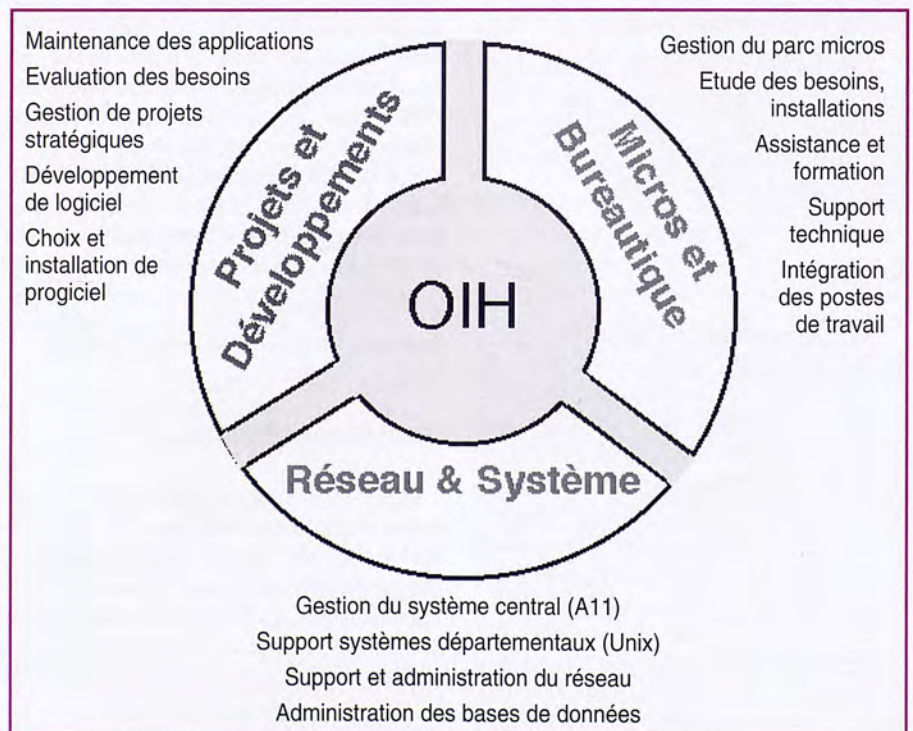 Maintenance des applications
Evaluation des besoins
Gestion de projets
stratégiques
Développement
de logiciel
Choix et
installation de
progiciel
Projets et
Développements
OIH
Micros et
Bureautique
Gestion du parc micros
Etude des besoins,
installations
Assistance et
formation
Support
technique
Intégration
des postes
de travail
Réseau & Système
Gestion du système central (A11)
Support systèmes départementaux (Unix)
Support et administration du réseau
Administration des bases de données